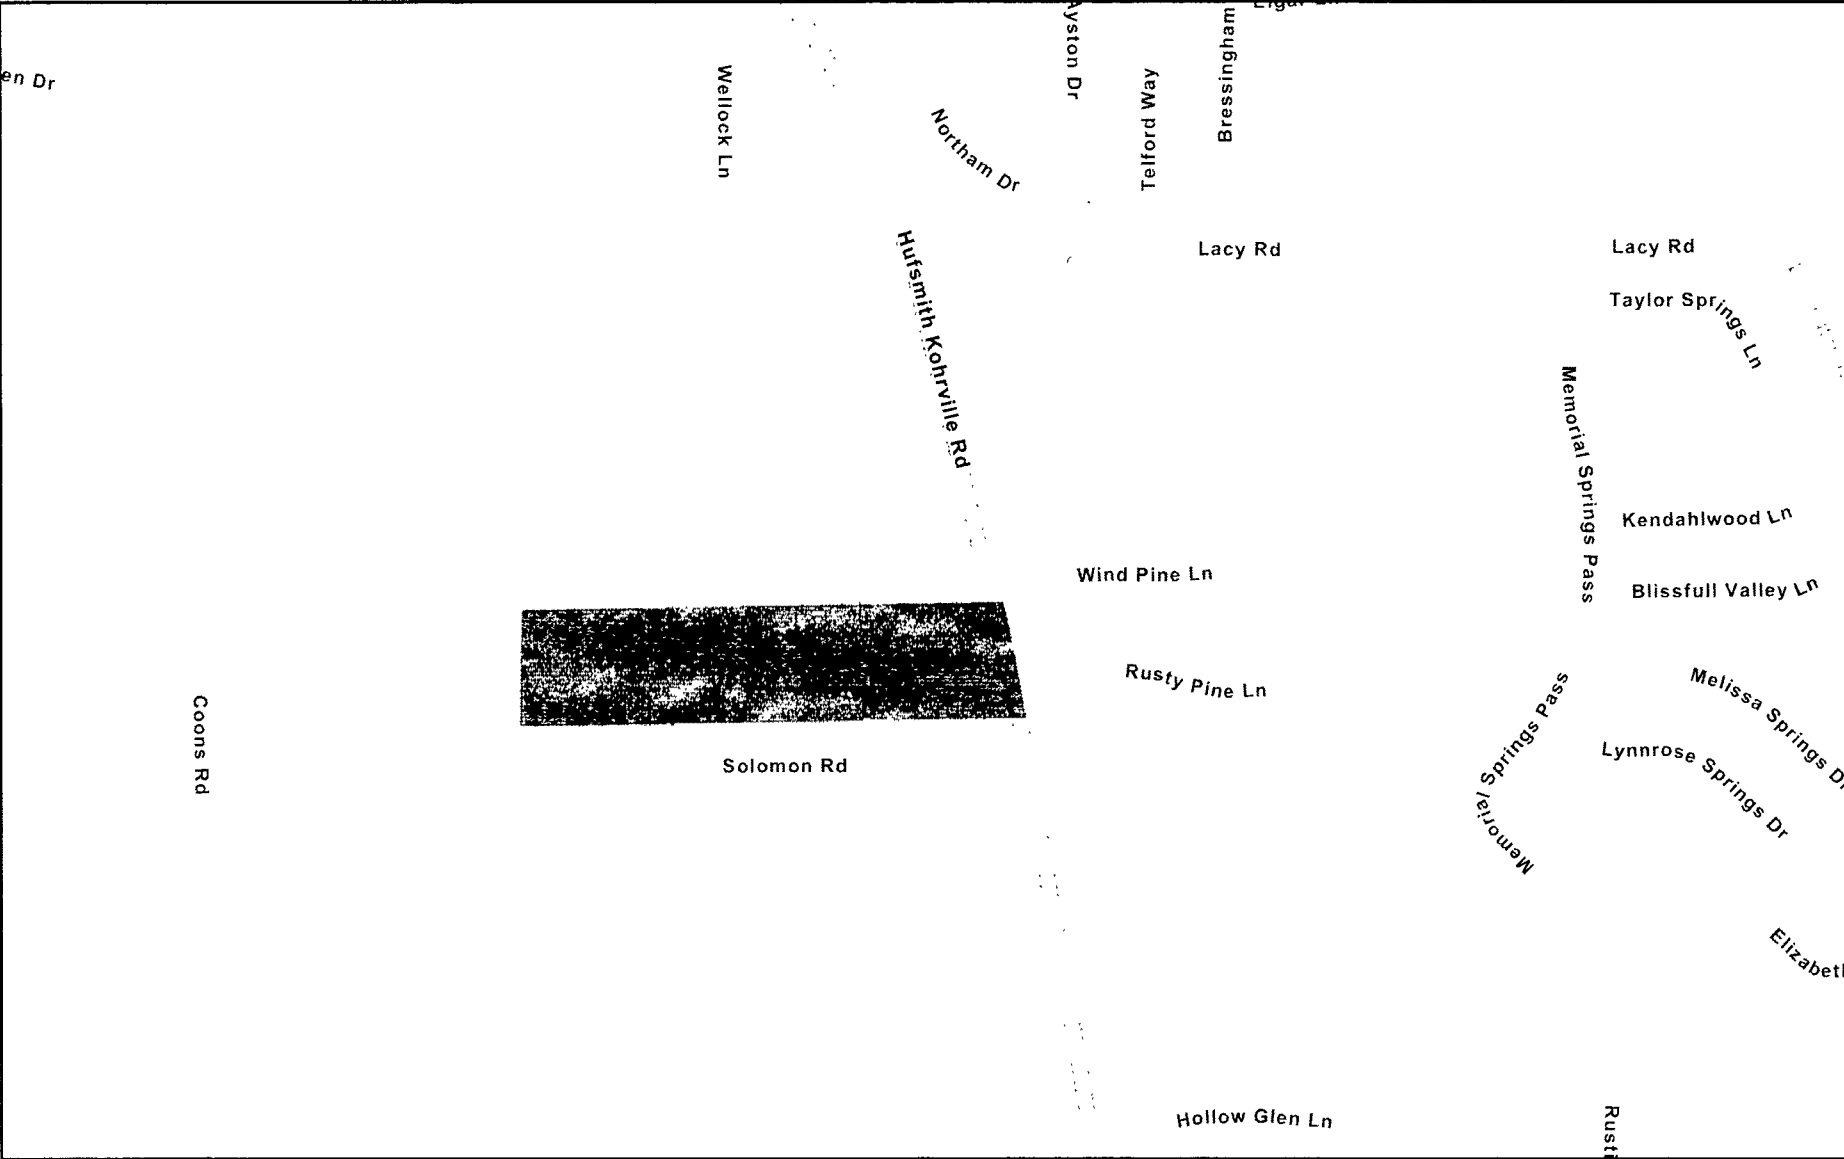 en Dr
Wellock Ln
Northam Dr
Ayston Dr
Telford Way
Bressingham
Lacy Rd
Lacy Rd
Hufsmith Kohrville Rd
Taylor Springs Ln
Memorial Springs Pass
Kendahlwood Ln
Wind Pine Ln
Blissfull Valley Ln
Rusty Pine Ln
Memorial Springs Pass
Melissa Springs Dr
Coons Rd
Solomon Rd
Lynnrose Springs Dr
Elizabeth
Hollow Glen Ln
Rusti